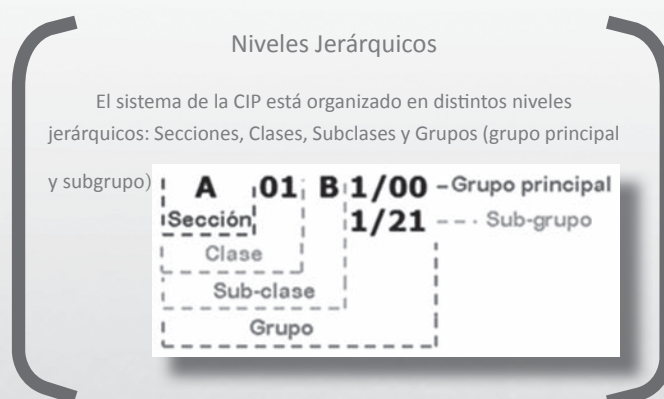 Niveles Jerárquicos
El sistema de la CIP está organizado en distintos niveles
jerárquicos: Secciones, Clases, Subclases y Grupos (grupo principal
y subgrupo)
A 01 B 1/00 – Grupo principal
Sección 1/21 --- · Sub-grupo
Clase
Sub-clase
Grupo